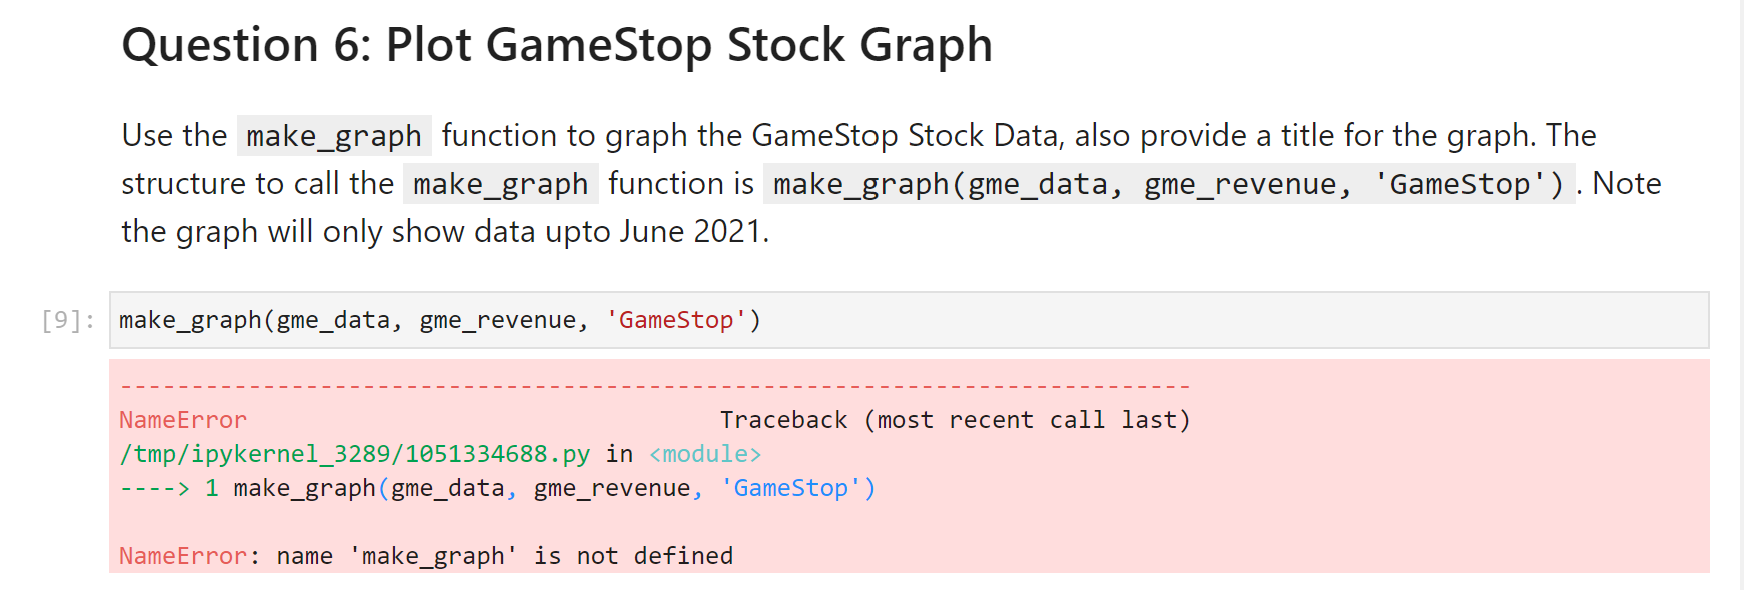 Question 6: Plot GameStop Stock Graph
Use the make_graph function to graph the GameStop Stock Data, also provide a title for the graph. The
structure to call the make_graph function is make_graph(gme_data, gme_revenue, 'GameStop'). Note
the graph will only show data upto June 2021.
[9]: make_graph(gme_data, gme_revenue, 'GameStop')
---------------------------------------------------------------------------
NameError                                 Traceback (most recent call last)
/tmp/ipykernel_3289/1051334688.py in <module>
----> 1 make_graph(gme_data, gme_revenue, 'GameStop')
NameError: name 'make_graph' is not defined